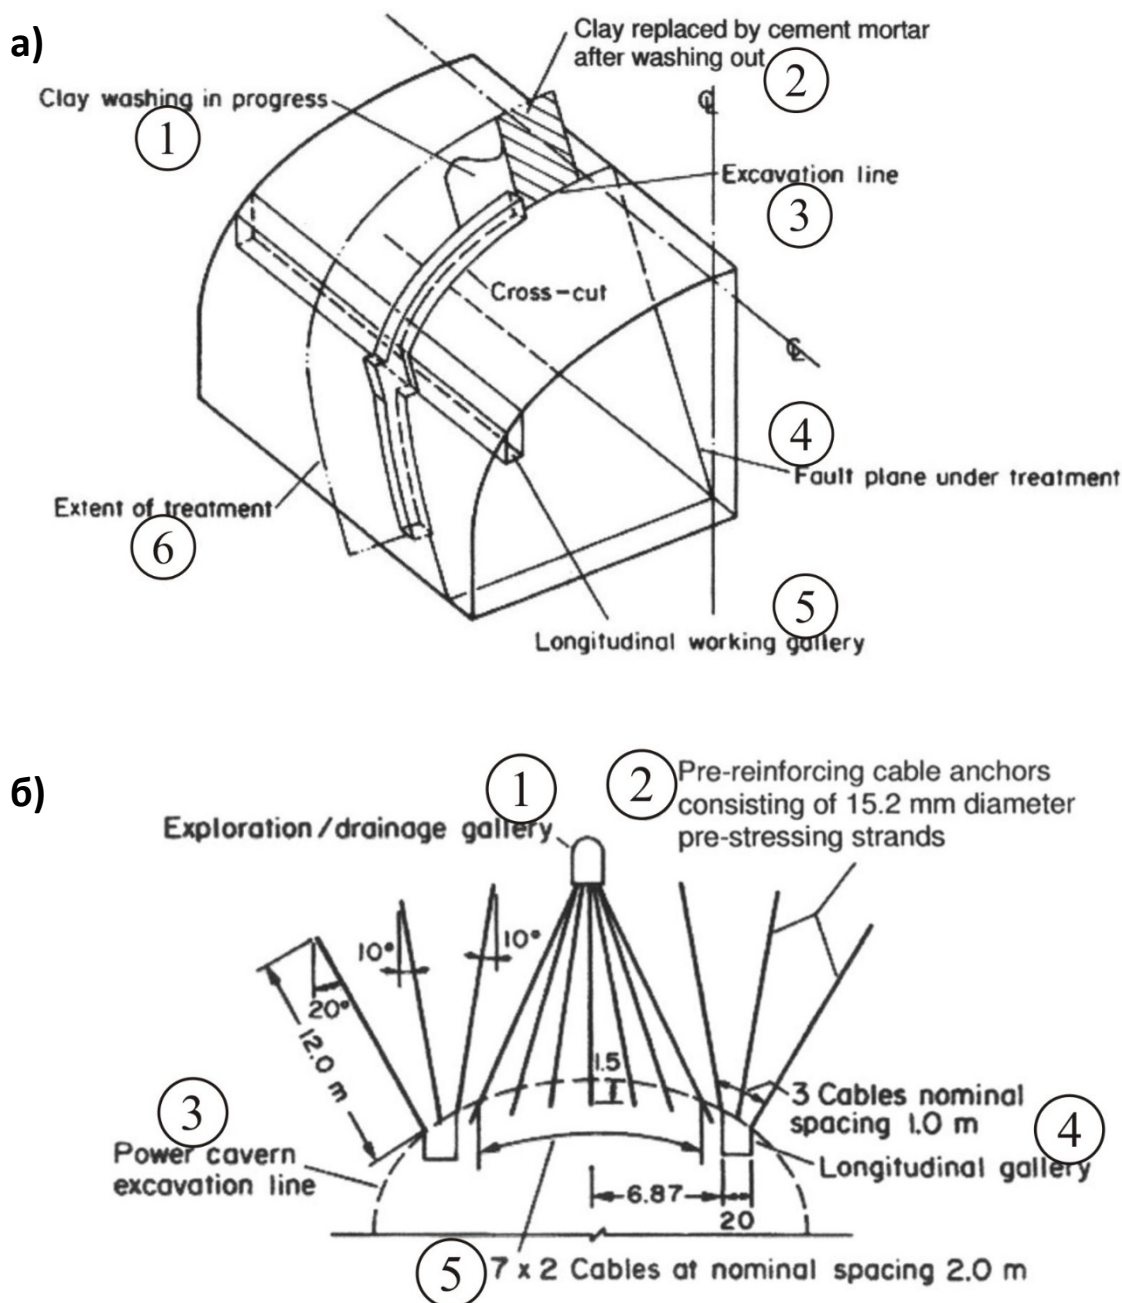 а)
Clay replaced by cement mortar
after washing out
2
℄
Clay washing in progress
1
Excavation line
3
Cross-cut
℄
4
Fault plane under treatment
Extent of treatment
6
5
Longitudinal working gallery
б)
1
2
Pre-reinforcing cable anchors
consisting of 15.2 mm diameter
pre-stressing strands
Exploration/drainage gallery
10°
10°
20°
12.0 m
1.5
3
Power cavern
excavation line
3 Cables nominal
spacing 1.0 m
4
Longitudinal gallery
6.87
20
5
7 x 2 Cables at nominal spacing 2.0 m